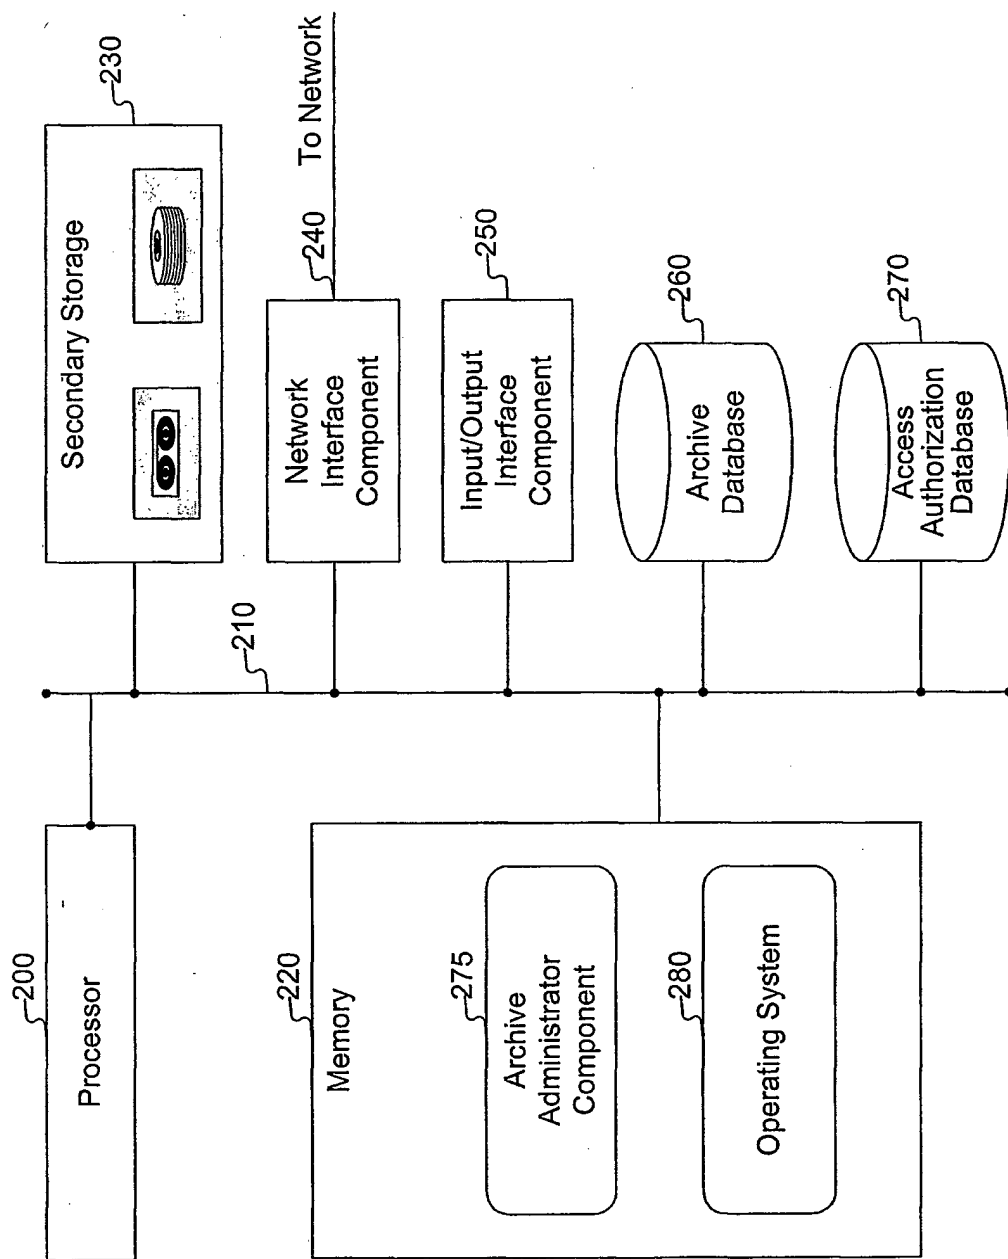 200
Processor
220
Memory
275
Archive
Administrator
Component
280
Operating System
210
230
Secondary Storage
240
Network
Interface
Component
To Network
250
Input/Output
Interface
Component
260
Archive
Database
270
Access
Authorization
Database